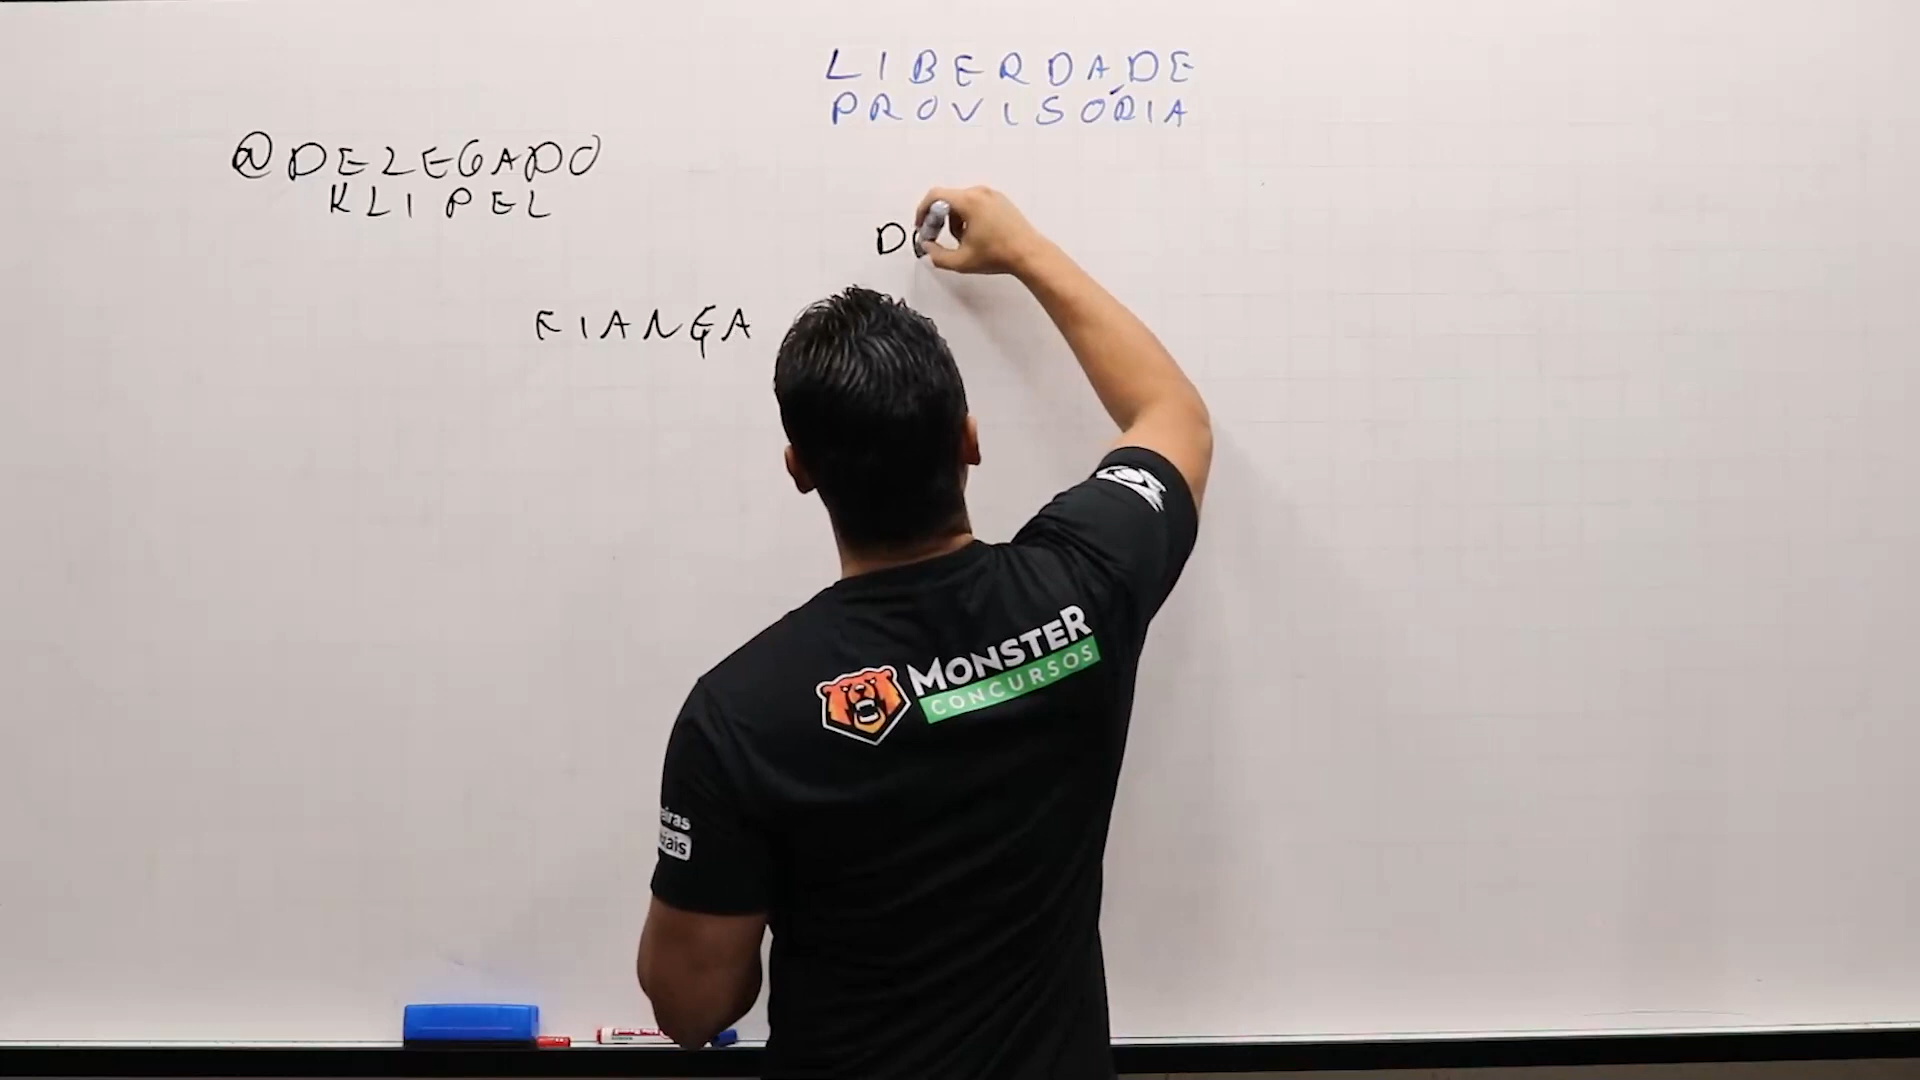 LIBERDADE
PROVISÓRIA
@DELEGADO
KLIPEL
FIANÇA
MONSTER
CONCURSOS